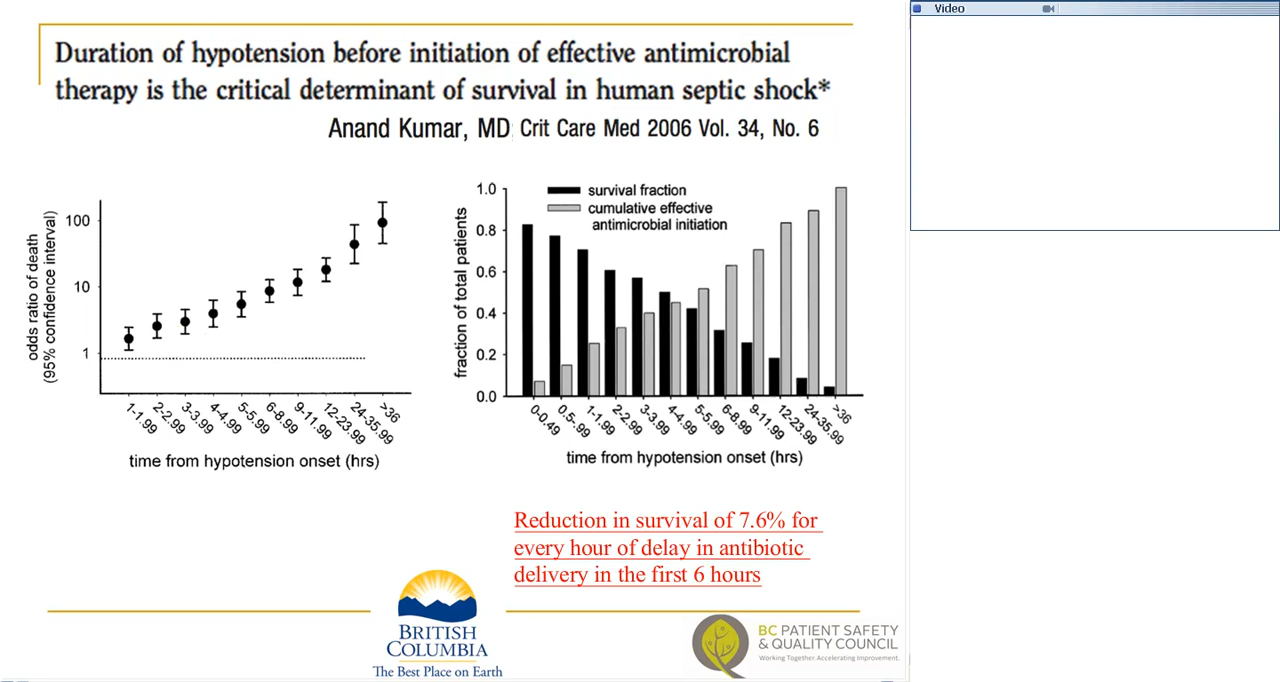 Video
Duration of hypotension before initiation of effective antimicrobial
therapy is the critical determinant of survival in human septic shock*
Anand Kumar, MD; Crit Care Med 2006 Vol. 34, No. 6
odds ratio of death
(95% confidence interval)
100
10
1
1-1.99
2-2.99
3-3.99
4-4.99
5-5.99
6-8.99
9-11.99
12-23.99
24-35.99
>36
time from hypotension onset (hrs)
fraction of total patients
1.0
0.8
0.6
0.4
0.2
0.0
survival fraction
cumulative effective
antimicrobial initiation
0-0.49
0.5-.99
1-1.99
2-2.99
3-3.99
4-4.99
5-5.99
6-8.99
9-11.99
12-23.99
24-35.99
>36
time from hypotension onset (hrs)
Reduction in survival of 7.6% for
every hour of delay in antibiotic
delivery in the first 6 hours
BRITISH
COLUMBIA
The Best Place on Earth
BC PATIENT SAFETY
& QUALITY COUNCIL
Working Together. Accelerating Improvement.